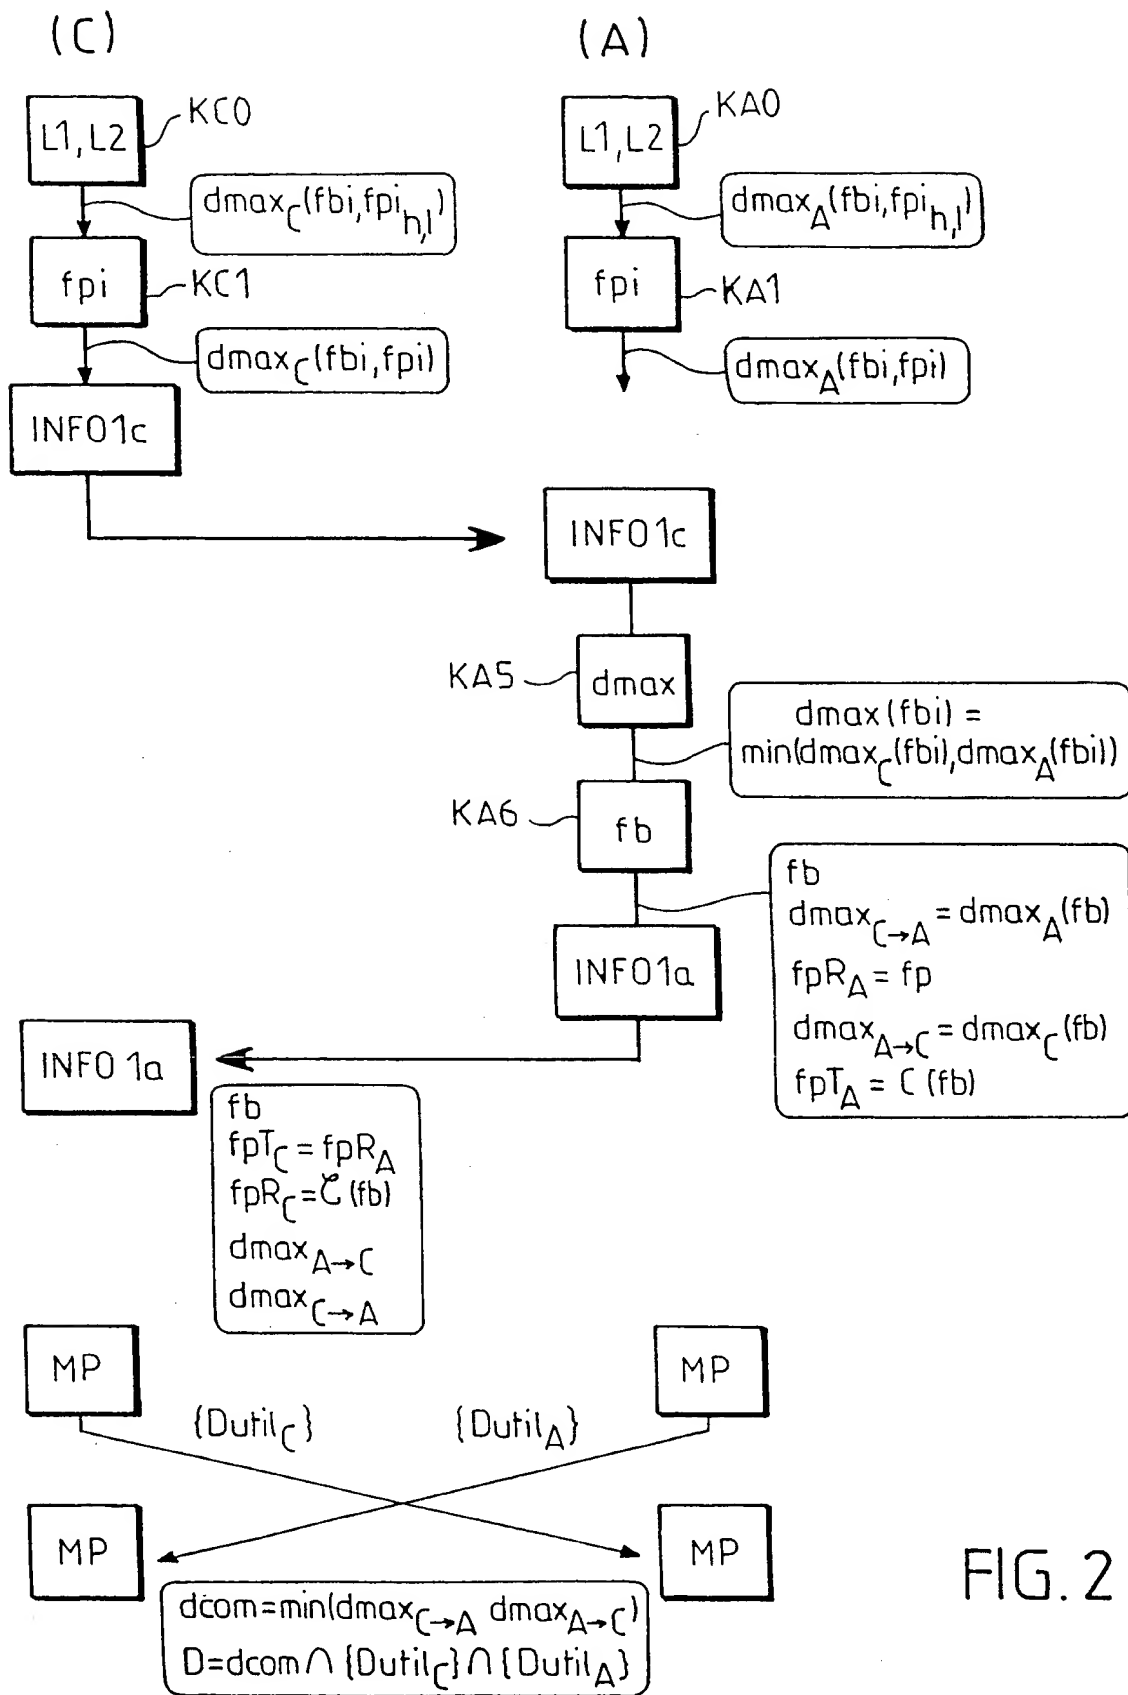 (C)
(A)
L1, L2
KC0
L1, L2
KA0
dmax_C(fbi,fpi_h,l)
dmax_A(fbi,fpi_h,l)
fpi
KC1
fpi
KA1
dmax_C(fbi,fpi)
dmax_A(fbi,fpi)
INFO1c
INFO1c
KA5
dmax
dmax(fbi) =
min(dmax_C(fbi),dmax_A(fbi))
KA6
fb
fb
dmax_C→A = dmax_A(fb)
fpR_A = fp
dmax_A→C = dmax_C(fb)
fpT_A = C(fb)
INFO1a
INFO1a
fb
fpT_C = fpR_A
fpR_C = ζ(fb)
dmax_A→C
dmax_C→A
MP
MP
{Dutil_C}
{Dutil_A}
MP
MP
dcom=min(dmax_C→A dmax_A→C)
D=dcom∩{Dutil_C}∩{Dutil_A}
FIG. 2